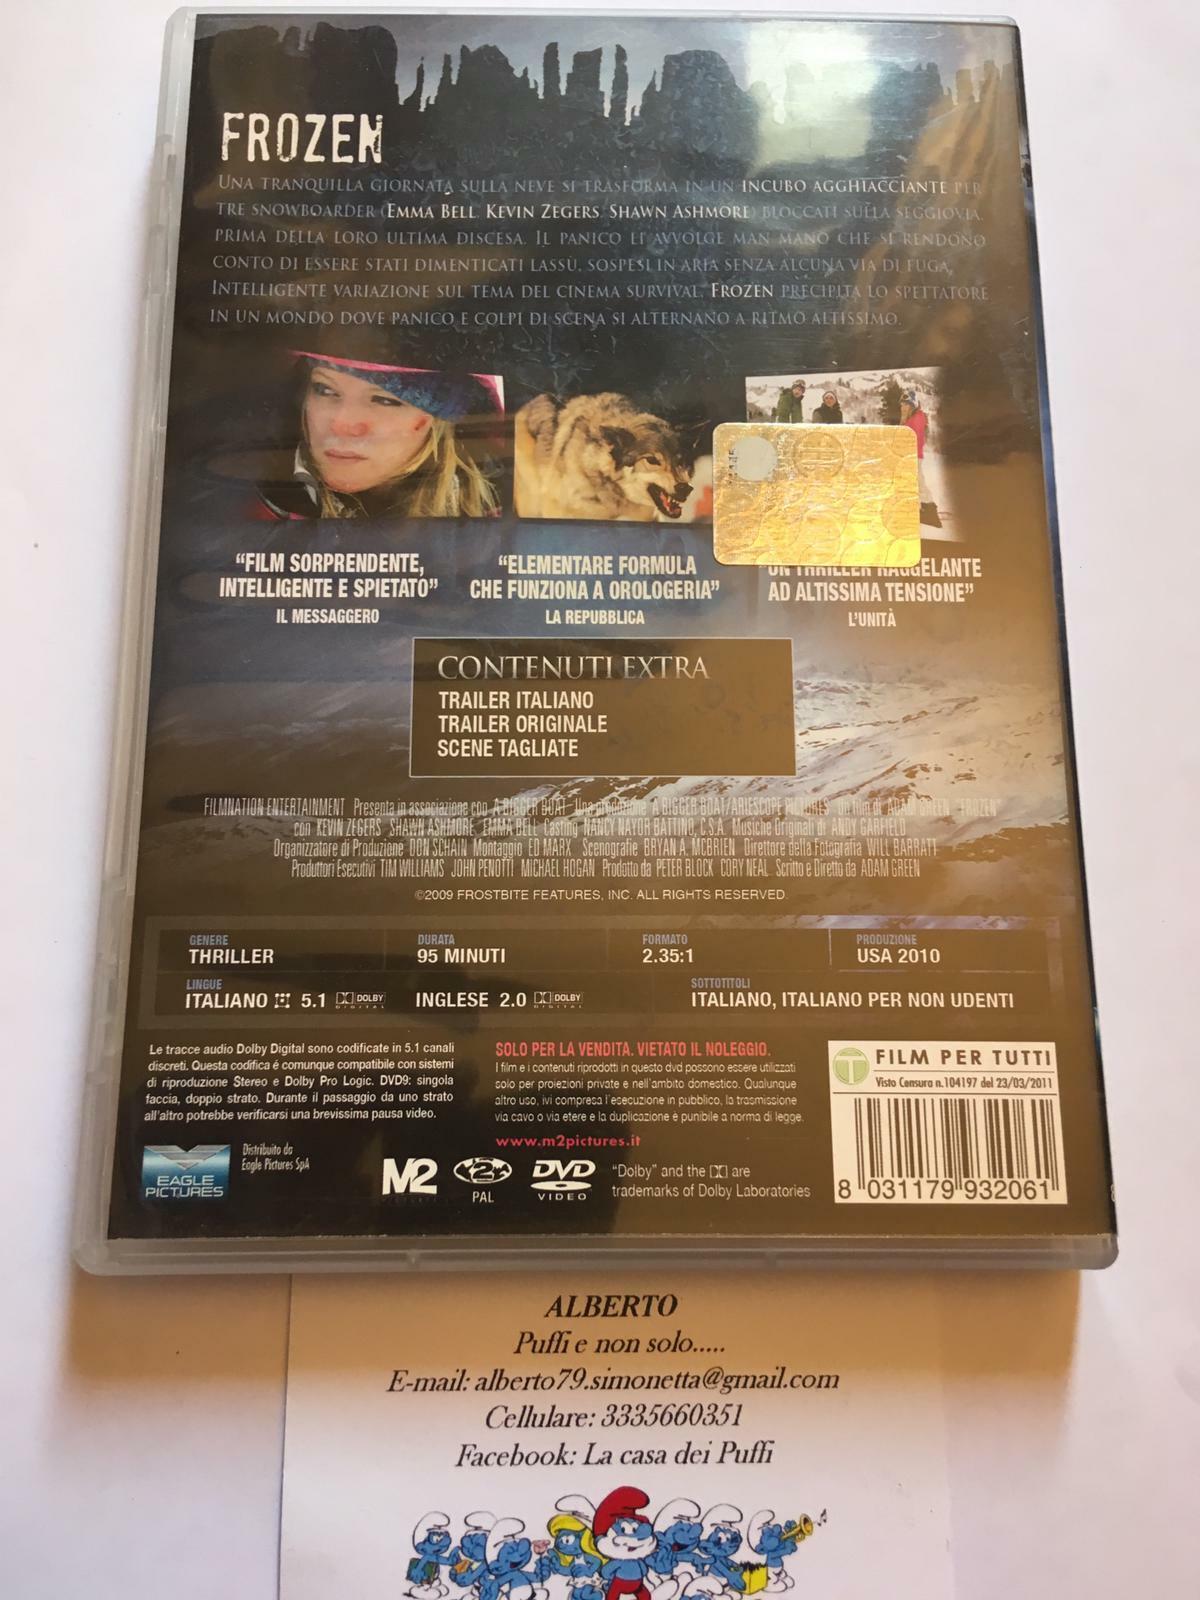 FROZEN
UNA TRANQUILLA GIORNATA SULLA NEVE SI TRASFORMA IN UN INCUBO AGGHIACCIANTE PER
TRE SNOWBOARDER (EMMA BELL, KEVIN ZEGERS, SHAWN ASHMORE) BLOCCATI SULLA SEGGIOVIA,
PRIMA DELLA LORO ULTIMA DISCESA. IL PANICO LI AVVOLGE MAN MANO CHE SI RENDONO
CONTO DI ESSERE STATI DIMENTICATI LASSÙ, SOSPESI IN ARIA SENZA ALCUNA VIA DI FUGA.
INTELLIGENTE VARIAZIONE SUL TEMA DEL CINEMA SURVIVAL, FROZEN PRECIPITA LO SPETTATORE
IN UN MONDO DOVE PANICO E COLPI DI SCENA SI ALTERNANO A RITMO ALTISSIMO.
“FILM SORPRENDENTE,
INTELLIGENTE E SPIETATO”
IL MESSAGGERO
“ELEMENTARE FORMULA
CHE FUNZIONA A OROLOGERIA”
LA REPUBBLICA
“UN THRILLER RAGGELANTE
AD ALTISSIMA TENSIONE”
L'UNITÀ
CONTENUTI EXTRA
TRAILER ITALIANO
TRAILER ORIGINALE
SCENE TAGLIATE
FILMNATION ENTERTAINMENT Presenta in associazione con A BIGGER BOAT Una produzione A BIGGER BOAT/ARIESCOPE PICTURES Un film di ADAM GREEN "FROZEN"
con KEVIN ZEGERS SHAWN ASHMORE EMMA BELL Casting NANCY NAYOR BATTINO, C.S.A. Musiche Originali di ANDY GARFIELD
Organizzatore di Produzione DON SCHAIN Montaggio ED MARX Scenografie BRYAN A. MCBRIEN Direttore della Fotografia WILL BARRATT
Produttori Esecutivi TIM WILLIAMS JOHN PENOTTI MICHAEL HOGAN Prodotto da PETER BLOCK CORY NEAL Scritto e Diretto da ADAM GREEN
©2009 FROSTBITE FEATURES, INC. ALL RIGHTS RESERVED.
GENERE
THRILLER
DURATA
95 MINUTI
FORMATO
2.35:1
PRODUZIONE
USA 2010
LINGUE
ITALIANO 5.1 DOLBY DIGITAL INGLESE 2.0 DOLBY DIGITAL
SOTTOTITOLI
ITALIANO, ITALIANO PER NON UDENTI
Le tracce audio Dolby Digital sono codificate in 5.1 canali
discreti. Questa codifica é comunque compatibile con sistemi
di riproduzione Stereo e Dolby Pro Logic. DVD9: singola
faccia, doppio strato. Durante il passaggio da uno strato
all'altro potrebbe verificarsi una brevissima pausa video.
SOLO PER LA VENDITA. VIETATO IL NOLEGGIO.
I film e i contenuti riprodotti in questo dvd possono essere utilizzati
solo per proiezioni private e nell'ambito domestico. Qualunque
altro uso, ivi compresa l'esecuzione in pubblico, la trasmissione
via cavo o via etere e la duplicazione é punibile a norma di legge.
www.m2pictures.it
T FILM PER TUTTI
Visto Censura n.104197 del 23/03/2011
8 031179 932061
EAGLE
PICTURES
Distribuito da
Eagle Pictures SpA
M2
2
PAL
DVD
VIDEO
“Dolby” and the are
trademarks of Dolby Laboratories
ALBERTO
Puffi e non solo.....
E-mail: alberto79.simonetta@gmail.com
Cellulare: 3335660351
Facebook: La casa dei Puffi